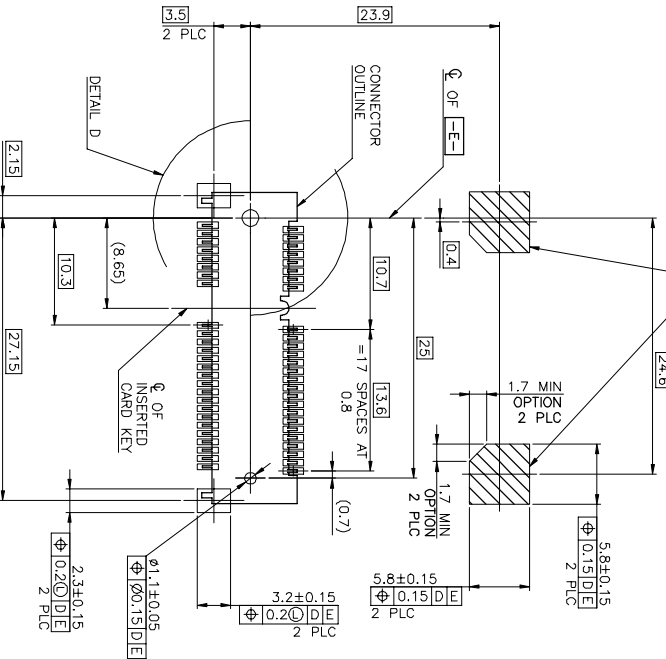 3.5
2 PLC
23.9
DETAIL D
CONNECTOR
OUTLINE
℄ OF -E-
2.15
27.15
10.3
(8.65)
℄ OF
INSERTED
CARD KEY
10.7
13.6
=17 SPACES AT
0.8
25
(0.7)
0.4
24.6
1.7 MIN
OPTION
2 PLC
1.7 MIN
OPTION
2 PLC
5.8±0.15
⌖ 0.15 D E
2 PLC
5.8±0.15
⌖ 0.15 D E
2 PLC
3.2±0.15
⌖ 0.2Ⓛ D E
2 PLC
ø1.1±0.05
⌖ Ø0.15 D E
2.3±0.15
⌖ 0.2Ⓛ D E
2 PLC